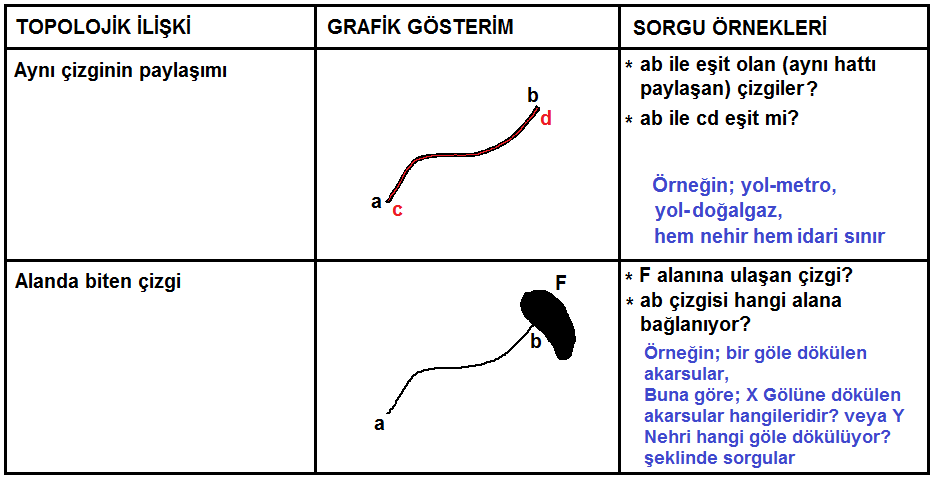 TOPOLOJİK İLİŞKİ
GRAFİK GÖSTERİM
SORGU ÖRNEKLERİ
Aynı çizginin paylaşımı
b
d
a
c
* ab ile eşit olan (aynı hattı
paylaşan) çizgiler?
* ab ile cd eşit mi?
Örneğin; yol-metro,
yol-doğalgaz,
hem nehir hem idari sınır
Alanda biten çizgi
F
b
a
* F alanına ulaşan çizgi?
* ab çizgisi hangi alana
bağlanıyor?
Örneğin; bir göle dökülen
akarsular,
Buna göre; X Gölüne dökülen
akarsular hangileridir? veya Y
Nehri hangi göle dökülüyor?
şeklinde sorgular